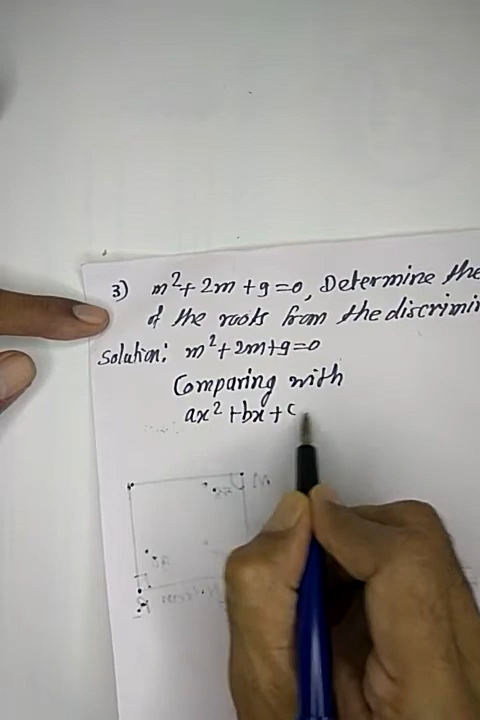 3) m²+2m+9=0, Determine the
of the roots from the discrimin
Solution: m²+2m+9=0
Comparing with
ax²+bx+c